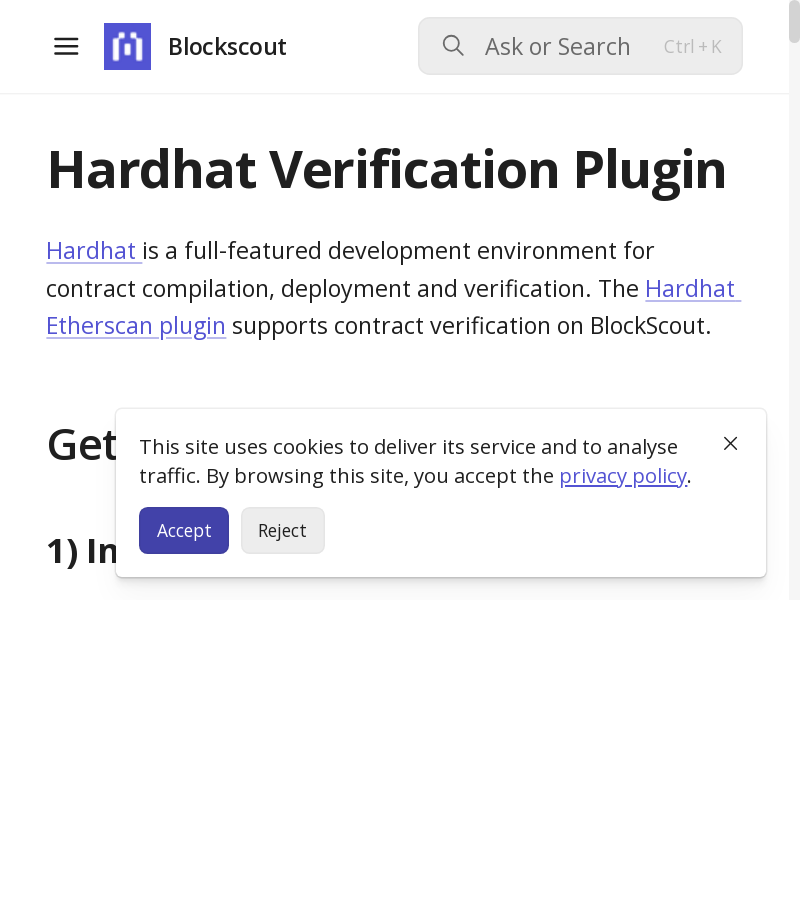 Blockscout
Ask or Search
Ctrl + K
Hardhat Verification Plugin
Hardhat is a full-featured development environment for
contract compilation, deployment and verification. The Hardhat
Etherscan plugin supports contract verification on BlockScout.
Get
This site uses cookies to deliver its service and to analyse
traffic. By browsing this site, you accept the privacy policy.
Accept
Reject
1) In